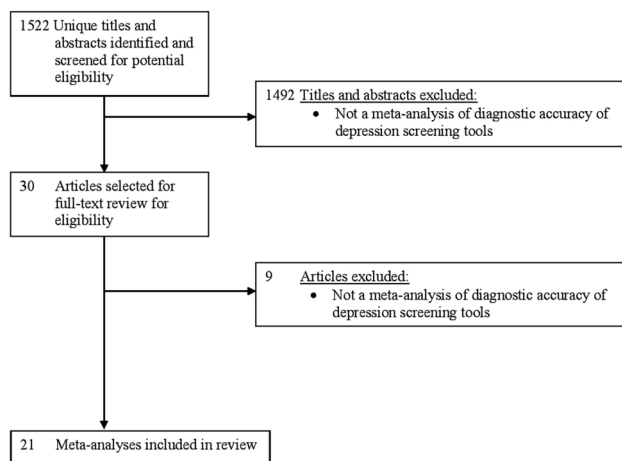 1522 Unique titles and
abstracts identified and
screened for potential
eligibility
1492 Titles and abstracts excluded:
• Not a meta-analysis of diagnostic accuracy of
depression screening tools
30 Articles selected for
full-text review for
eligibility
9 Articles excluded:
• Not a meta-analysis of diagnostic accuracy of
depression screening tools
21 Meta-analyses included in review